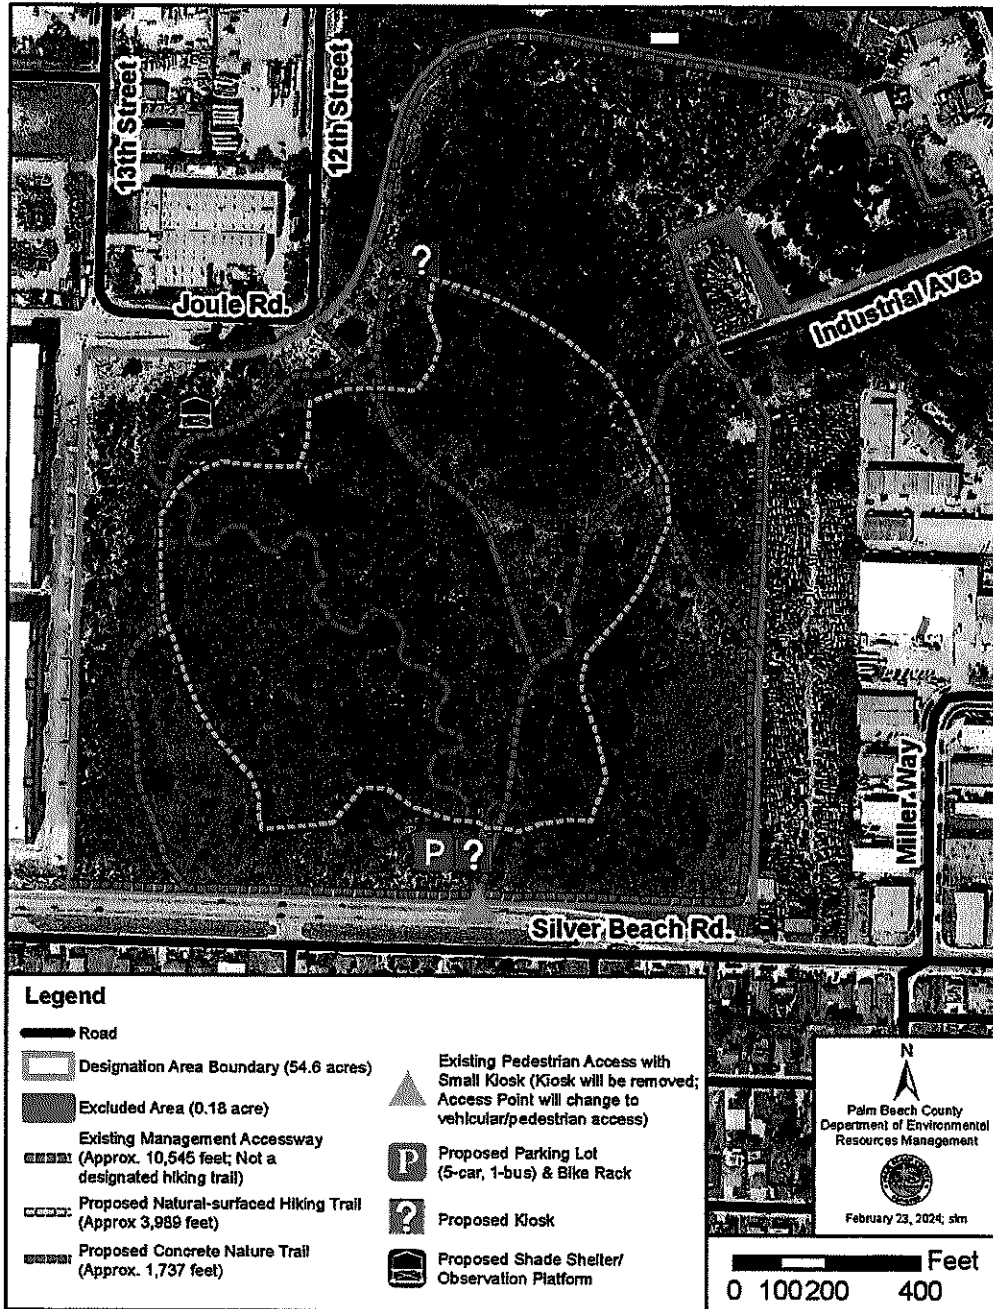 13th Street
12th Street
?
Joule Rd.
Industrial Ave.
Miller Way
P ?
Silver Beach Rd.
Legend
Road
Designation Area Boundary (54.6 acres)
Excluded Area (0.18 acre)
Existing Management Accessway
(Approx. 10,545 feet; Not a
designated hiking trail)
Proposed Natural-surfaced Hiking Trail
(Approx 3,989 feet)
Proposed Concrete Nature Trail
(Approx. 1,737 feet)
Existing Pedestrian Access with
Small Kiosk (Kiosk will be removed;
Access Point will change to
vehicular/pedestrian access)
P
Proposed Parking Lot
(5-car, 1-bus) & Bike Rack
?
Proposed Kiosk
Proposed Shade Shelter/
Observation Platform
N
Palm Beach County
Department of Environmental
Resources Management
February 23, 2024; skm
Feet
0 100 200 400